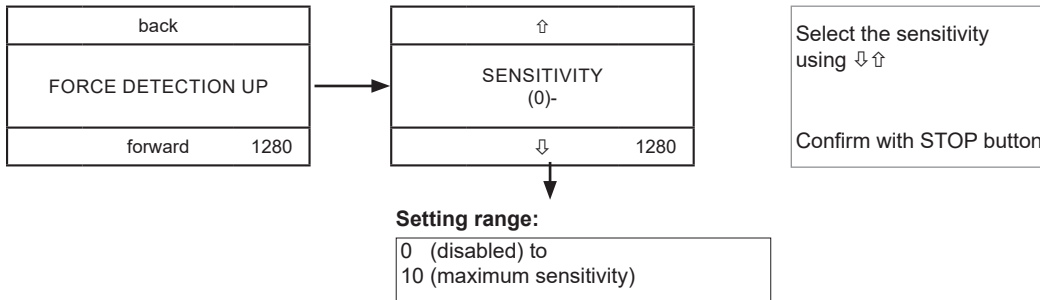 back
FORCE DETECTION UP
forward 1280
⇧
SENSITIVITY
(0)-
⇩ 1280
Select the sensitivity
using ⇩⇧
Confirm with STOP button
Setting range:
0 (disabled) to
10 (maximum sensitivity)